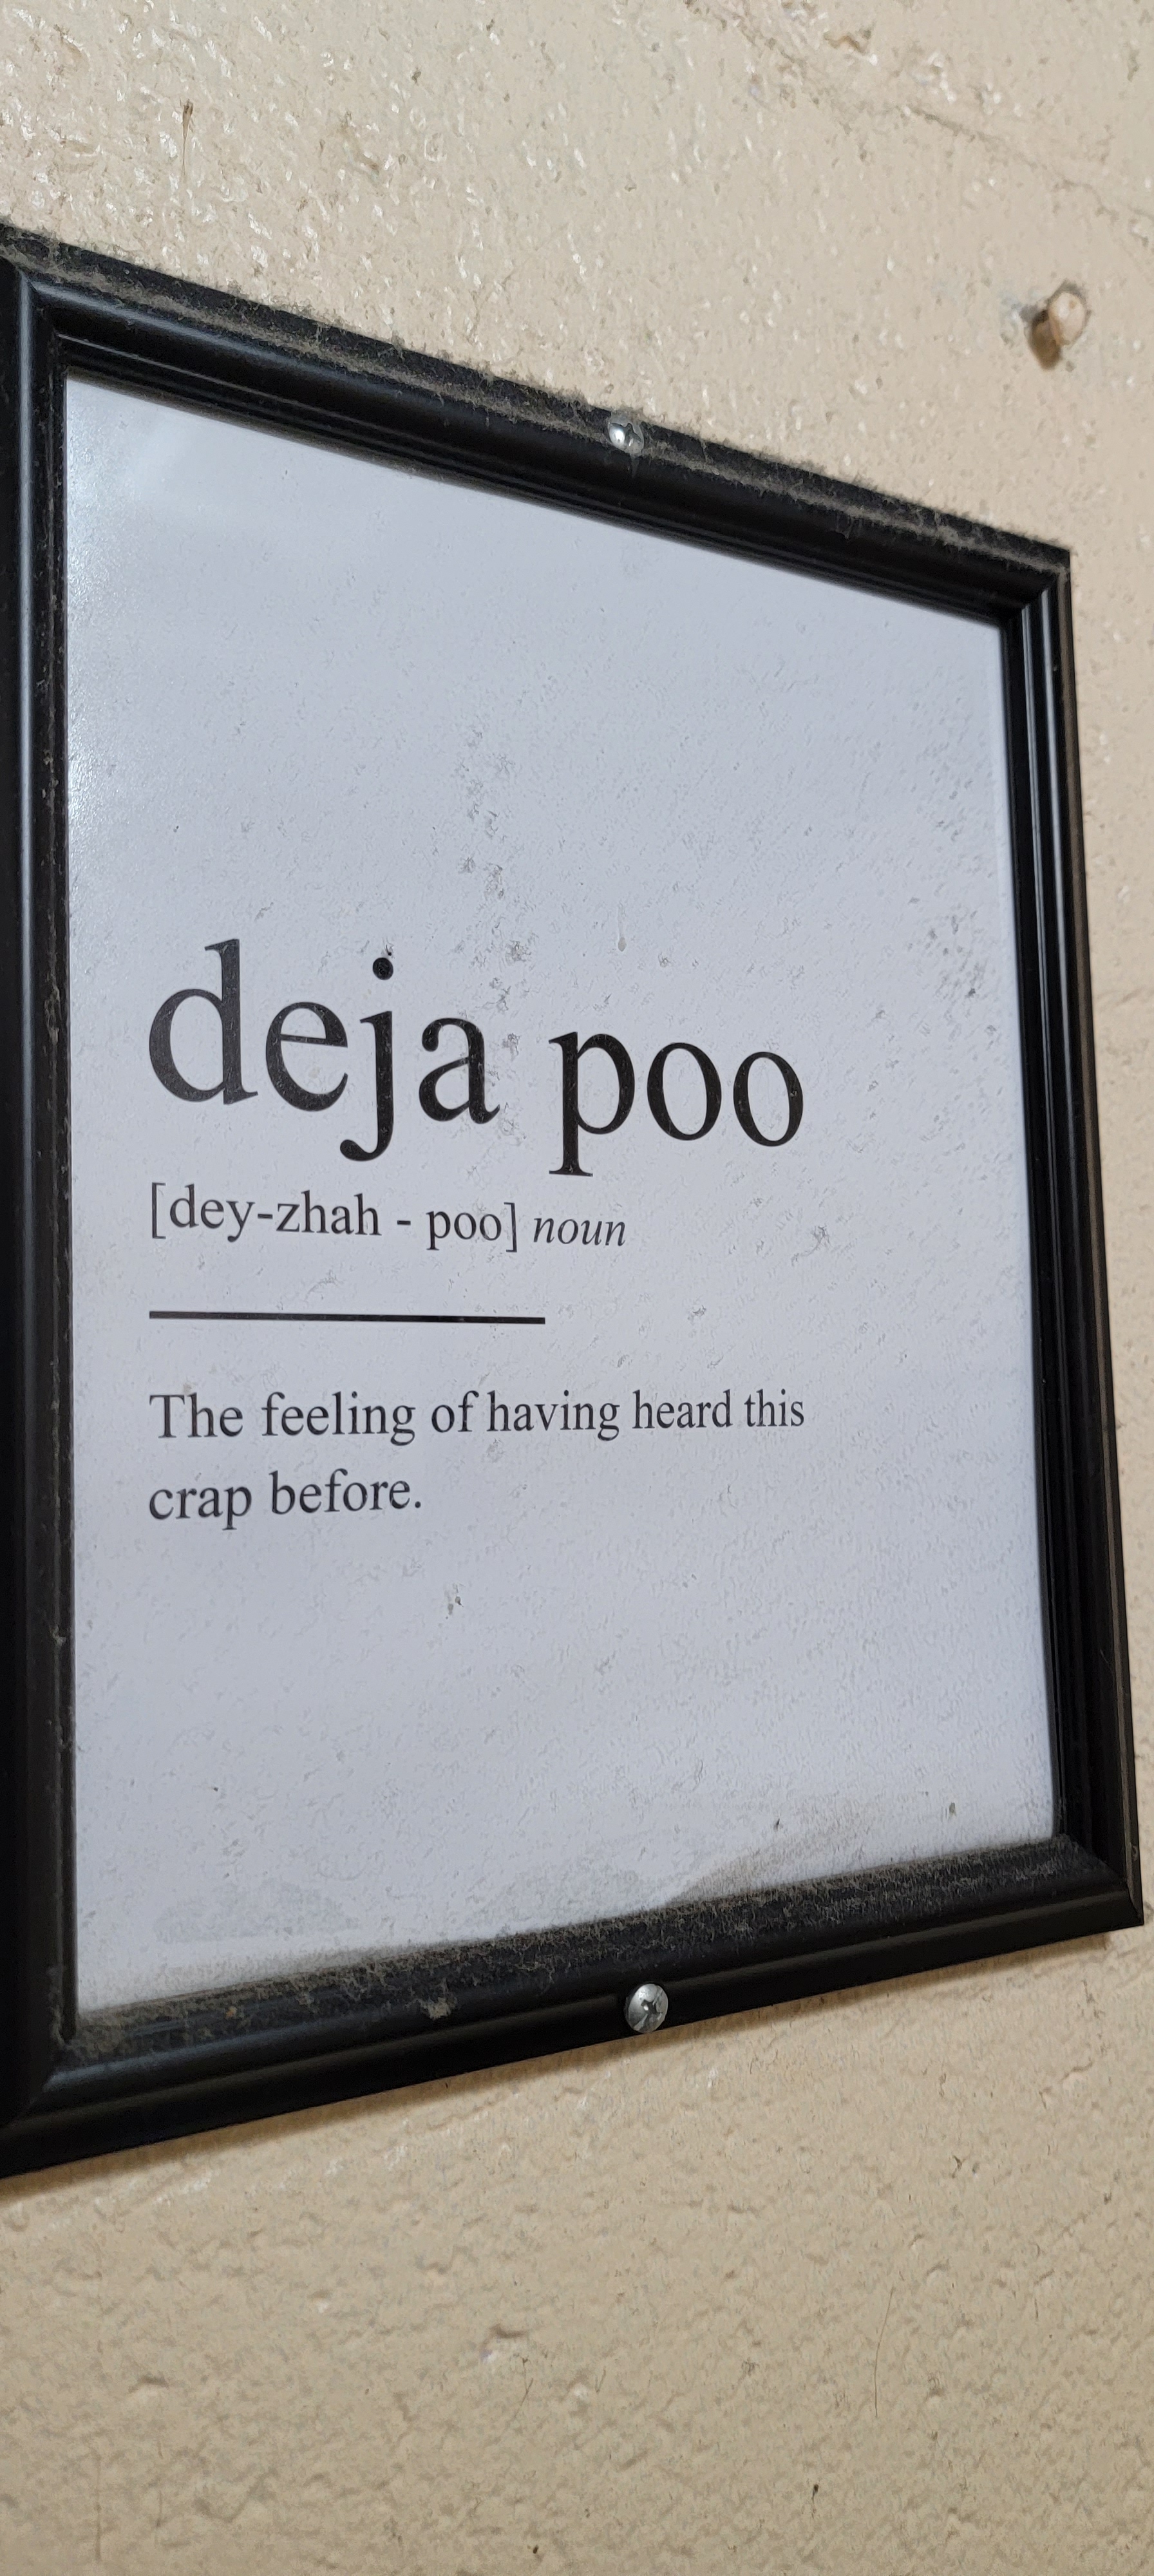 deja poo
[dey-zhah - poo] noun
The feeling of having heard this
crap before.